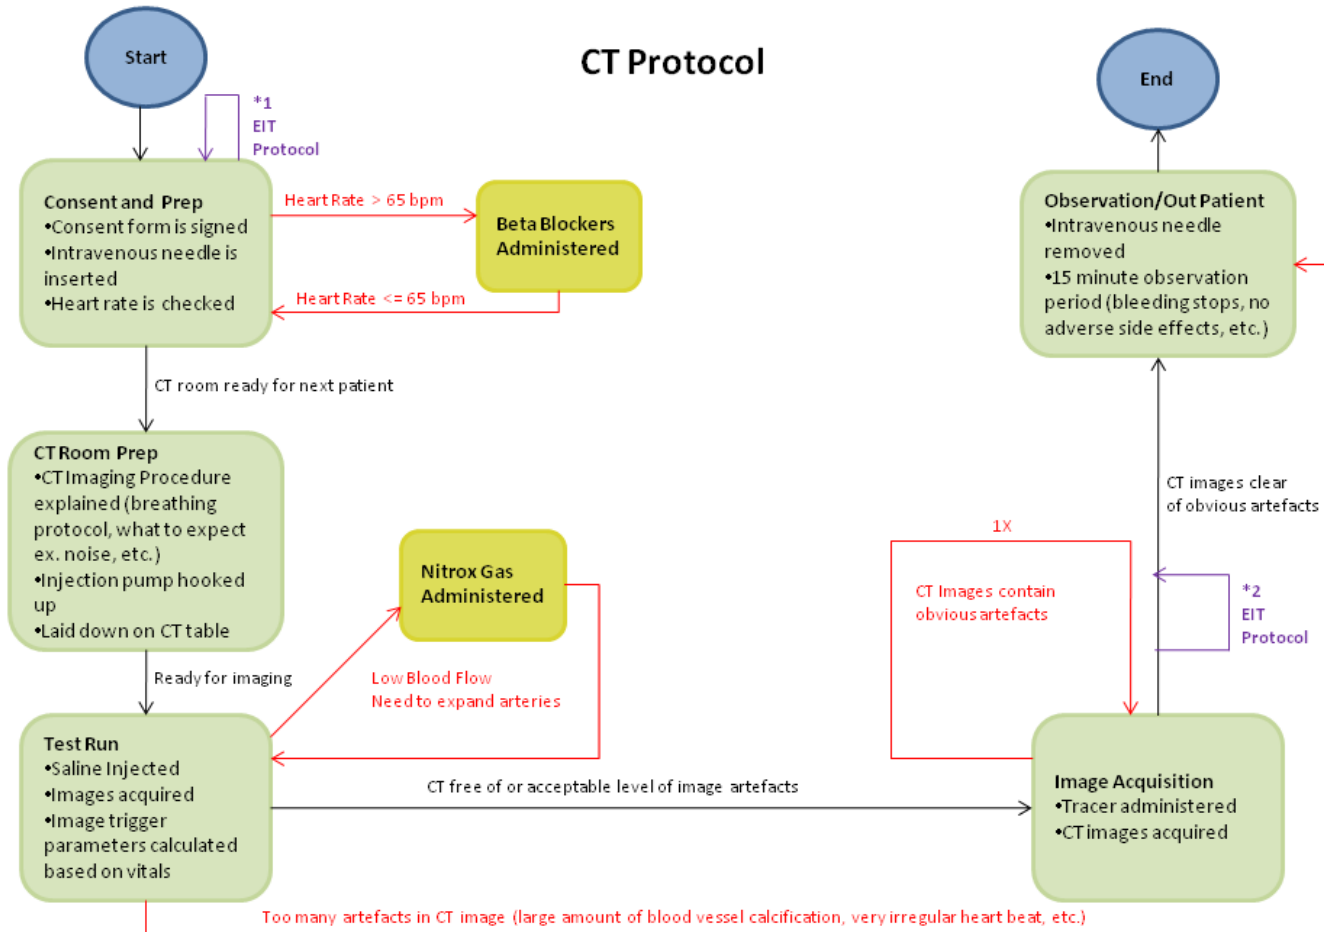 Start
CT Protocol
End
*1
EIT
Protocol
Consent and Prep
•Consent form is signed
•Intravenous needle is
inserted
•Heart rate is checked
Heart Rate > 65 bpm
Beta Blockers
Administered
Heart Rate <= 65 bpm
Observation/Out Patient
•Intravenous needle
removed
•15 minute observation
period (bleeding stops, no
adverse side effects, etc.)
CT room ready for next patient
CT Room Prep
•CT Imaging Procedure
explained (breathing
protocol, what to expect
ex. noise, etc.)
•Injection pump hooked
up
•Laid down on CT table
Nitrox Gas
Administered
Low Blood Flow
Need to expand arteries
Ready for imaging
CT images clear
of obvious artefacts
1X
CT Images contain
obvious artefacts
*2
EIT
Protocol
Test Run
•Saline Injected
•Images acquired
•Image trigger
parameters calculated
based on vitals
CT free of or acceptable level of image artefacts
Image Acquisition
•Tracer administered
•CT images acquired
Too many artefacts in CT image (large amount of blood vessel calcification, very irregular heart beat, etc.)